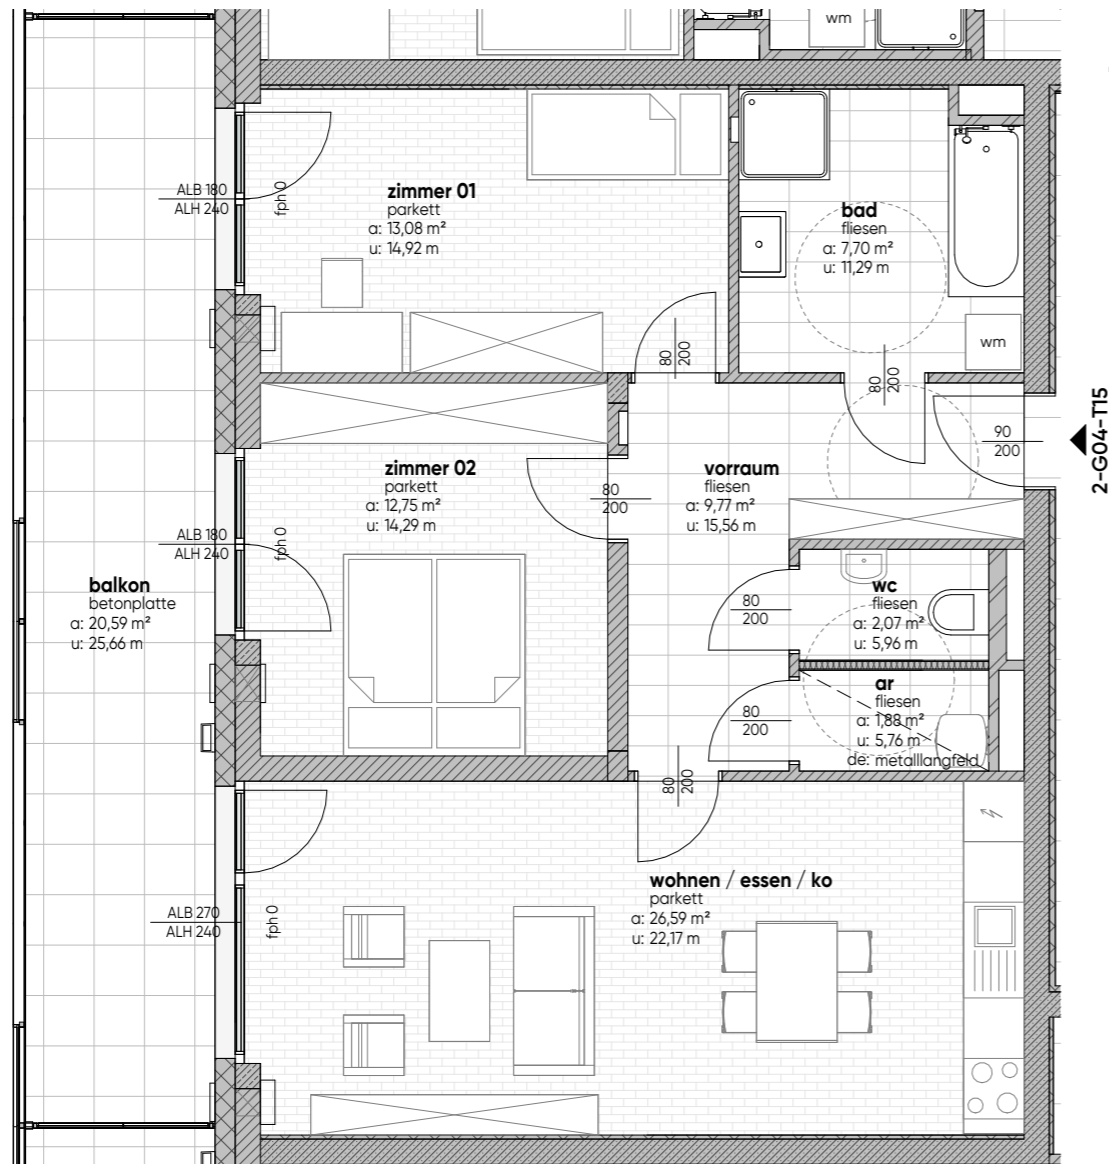 wm
zimmer 01
parkett
a: 13,08 m²
u: 14,92 m
ALB 180
ALH 240
fph 0
bad
fliesen
a: 7,70 m²
u: 11,29 m
wm
80
200
80
200
90
200
2-G04-T15
zimmer 02
parkett
a: 12,75 m²
u: 14,29 m
80
200
vorraum
fliesen
a: 9,77 m²
u: 15,56 m
ALB 180
ALH 240
fph 0
balkon
betonplatte
a: 20,59 m²
u: 25,66 m
80
200
wc
fliesen
a: 2,07 m²
u: 5,96 m
80
200
ar
fliesen
a: 1,88 m²
u: 5,76 m
de: metalllangfeld
80
200
wohnen / essen / ko
parkett
a: 26,59 m²
u: 22,17 m
ALB 270
ALH 240
fph 0